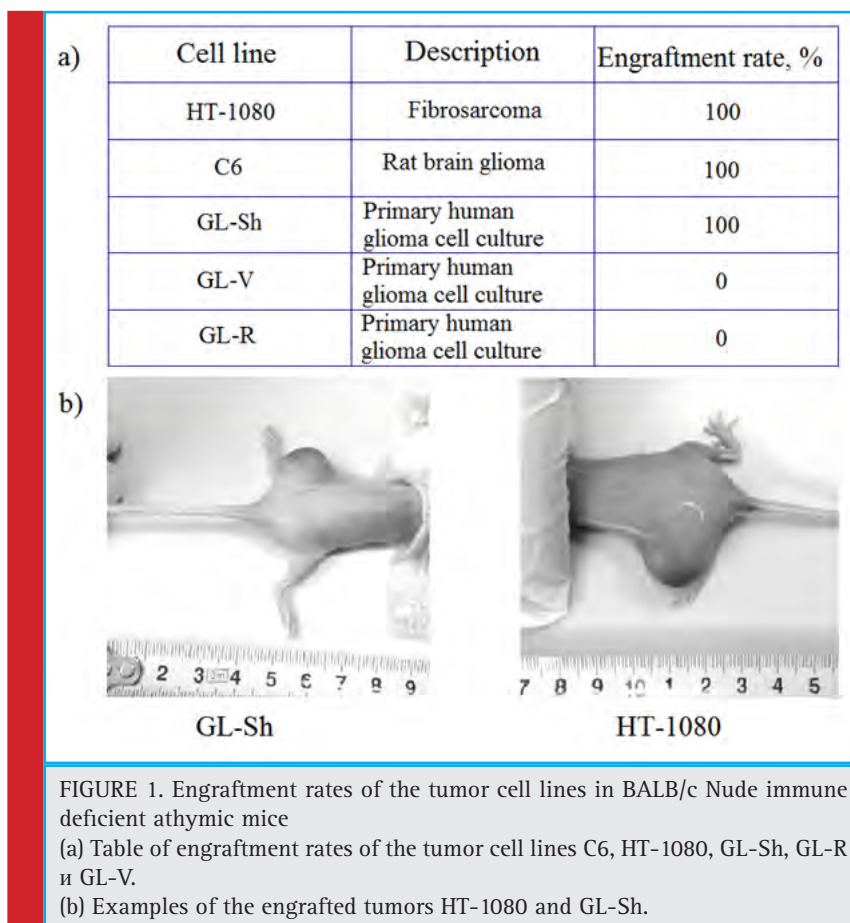 a)
Cell line Description Engraftment rate, %
HT-1080 Fibrosarcoma 100
C6 Rat brain glioma 100
GL-Sh Primary human
glioma cell culture 100
GL-V Primary human
glioma cell culture 0
GL-R Primary human
glioma cell culture 0
b)
2 3 4 5 6 7 8 9
7 8 9 10 1 2 3 4 5
GL-Sh HT-1080
FIGURE 1. Engraftment rates of the tumor cell lines in BALB/c Nude immune
deficient athymic mice
(a) Table of engraftment rates of the tumor cell lines C6, HT-1080, GL-Sh, GL-R
и GL-V.
(b) Examples of the engrafted tumors HT-1080 and GL-Sh.